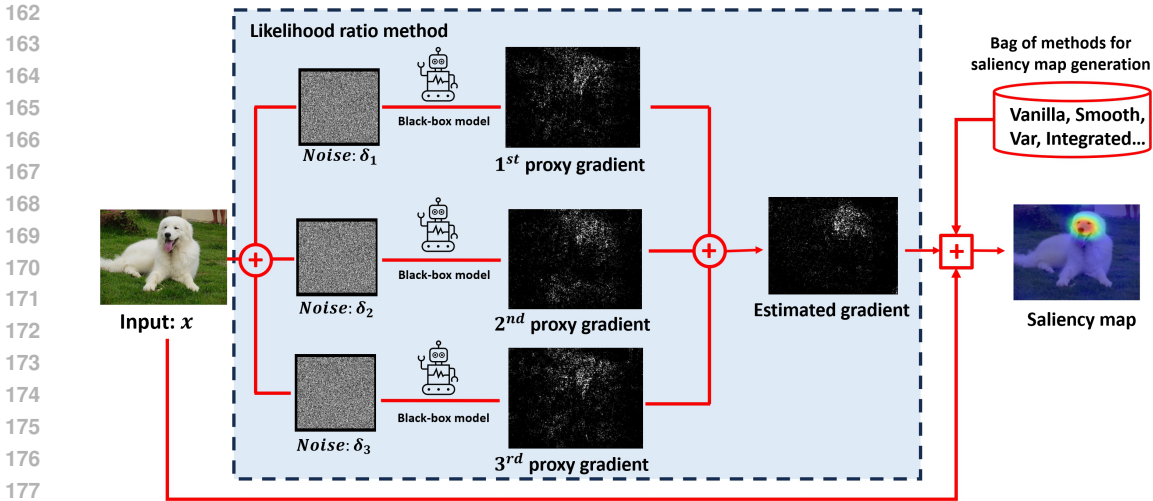 162
163
164
165
166
167
168
169
170
171
172
173
174
175
176
177
Likelihood ratio method
Noise: δ₁
Black-box model
1ˢᵗ proxy gradient
Noise: δ₂
Black-box model
2ⁿᵈ proxy gradient
Noise: δ₃
Black-box model
3ʳᵈ proxy gradient
Input: x
Estimated gradient
Bag of methods for
saliency map generation
Vanilla, Smooth,
Var, Integrated...
Saliency map